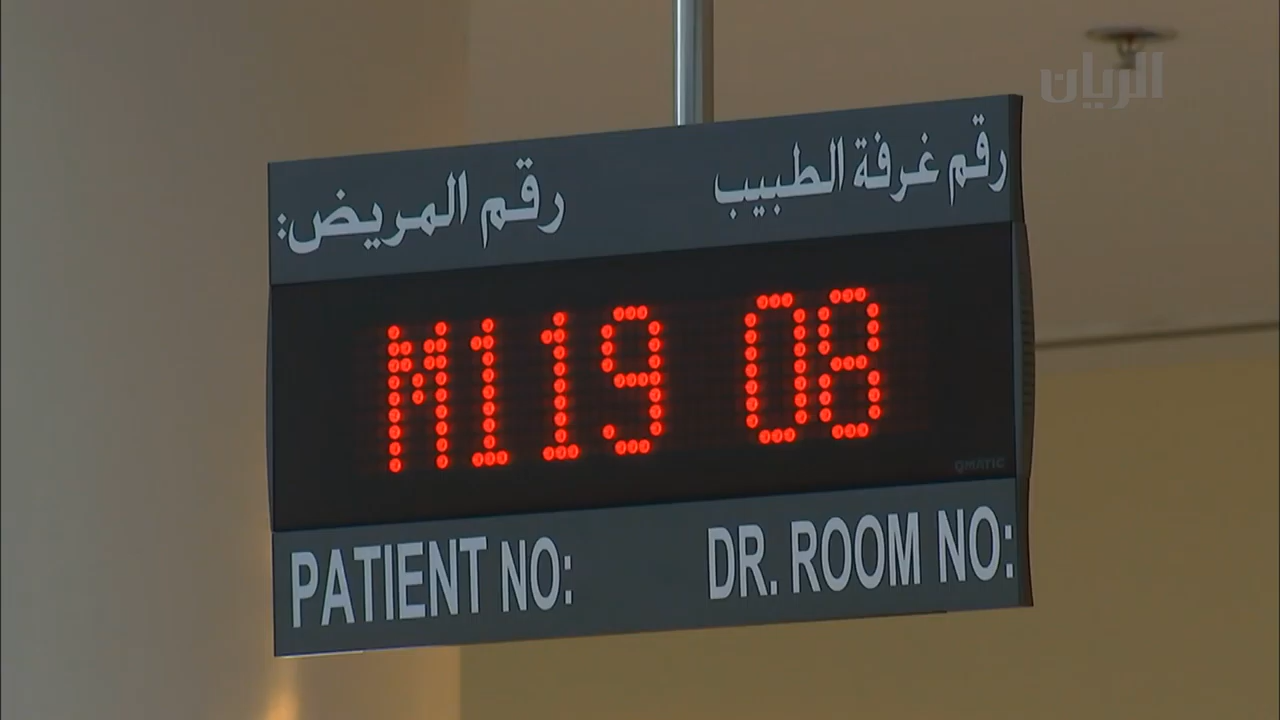 الريان
رقم غرفة الطبيب
رقم المريض:
M119 08
QMATIC
PATIENT NO:
DR. ROOM NO: